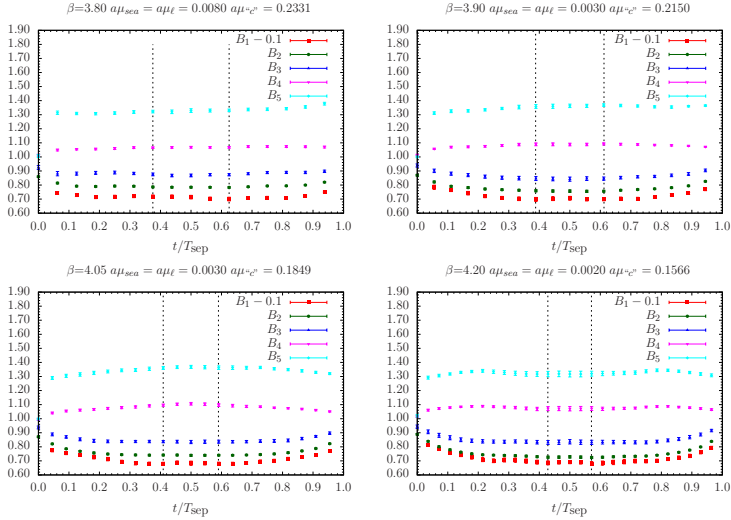 β=3.80 aμsea = aμℓ = 0.0080 aμ“c” = 0.2331
1.90
1.80
1.70
1.60
1.50
1.40
1.30
1.20
1.10
1.00
0.90
0.80
0.70
0.60
B1 − 0.1
B2
B3
B4
B5
0.0 0.1 0.2 0.3 0.4 0.5 0.6 0.7 0.8 0.9 1.0
t/Tsep
β=3.90 aμsea = aμℓ = 0.0030 aμ“c” = 0.2150
1.90
1.80
1.70
1.60
1.50
1.40
1.30
1.20
1.10
1.00
0.90
0.80
0.70
0.60
B1 − 0.1
B2
B3
B4
B5
0.0 0.1 0.2 0.3 0.4 0.5 0.6 0.7 0.8 0.9 1.0
t/Tsep
β=4.05 aμsea = aμℓ = 0.0030 aμ“c” = 0.1849
1.90
1.80
1.70
1.60
1.50
1.40
1.30
1.20
1.10
1.00
0.90
0.80
0.70
0.60
B1 − 0.1
B2
B3
B4
B5
0.0 0.1 0.2 0.3 0.4 0.5 0.6 0.7 0.8 0.9 1.0
t/Tsep
β=4.20 aμsea = aμℓ = 0.0020 aμ“c” = 0.1566
1.90
1.80
1.70
1.60
1.50
1.40
1.30
1.20
1.10
1.00
0.90
0.80
0.70
0.60
B1 − 0.1
B2
B3
B4
B5
0.0 0.1 0.2 0.3 0.4 0.5 0.6 0.7 0.8 0.9 1.0
t/Tsep